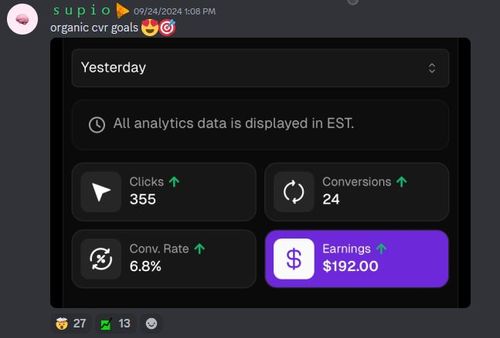 supio 09/24/2024 1:08 PM
organic cvr goals 😍🎯
Yesterday
All analytics data is displayed in EST.
Clicks ↑ Conversions ↑
355 24
Conv. Rate ↑ Earnings ↑
6.8% $192.00
🤯 27 13